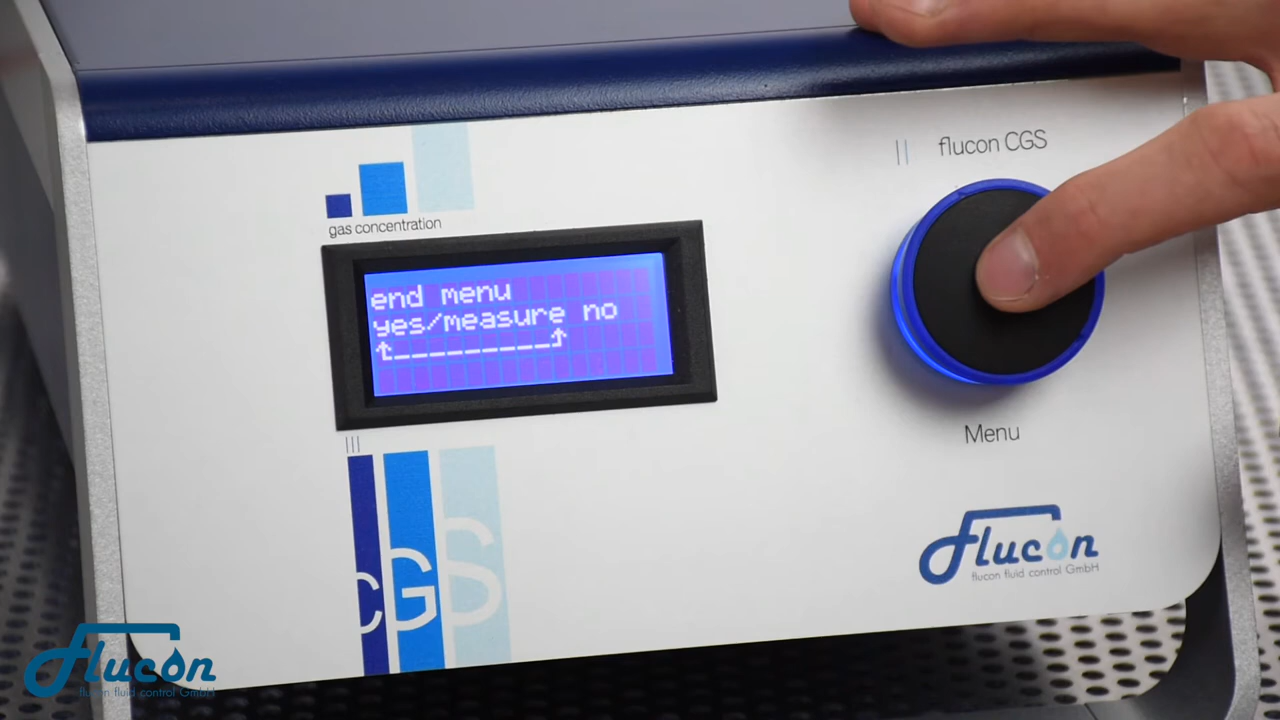 ||  flucon CGS
gas concentration
end menu
yes/measure no
↑_________↑
|||
CGS
Menu
Flucon
flucon fluid control GmbH
Flucon
flucon fluid control GmbH